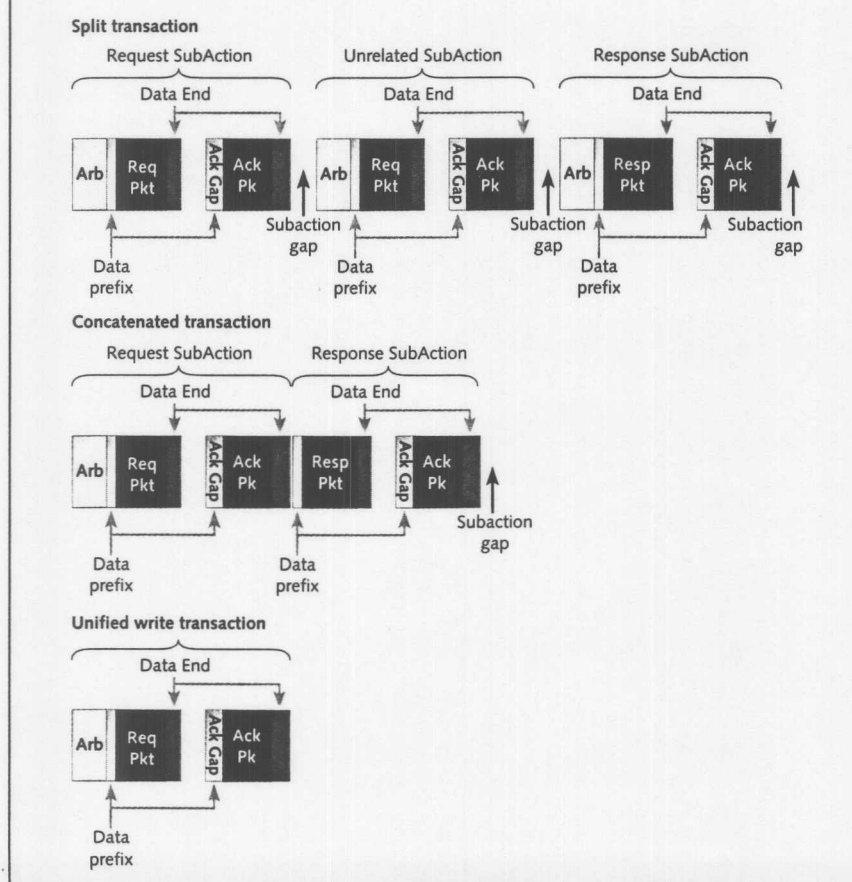 Split transaction
Request SubAction Unrelated SubAction Response SubAction
Data End Data End Data End
Arb Req Pkt Ack Gap Ack Pk Arb Req Pkt Ack Gap Ack Pk Arb Resp Pkt Ack Gap Ack Pk
Subaction gap Subaction gap Subaction gap
Data prefix Data prefix Data prefix
Concatenated transaction
Request SubAction Response SubAction
Data End Data End
Arb Req Pkt Ack Gap Ack Pk Resp Pkt Ack Gap Ack Pk
Subaction gap
Data prefix Data prefix
Unified write transaction
Data End
Arb Req Pkt Ack Gap Ack Pk
Data prefix